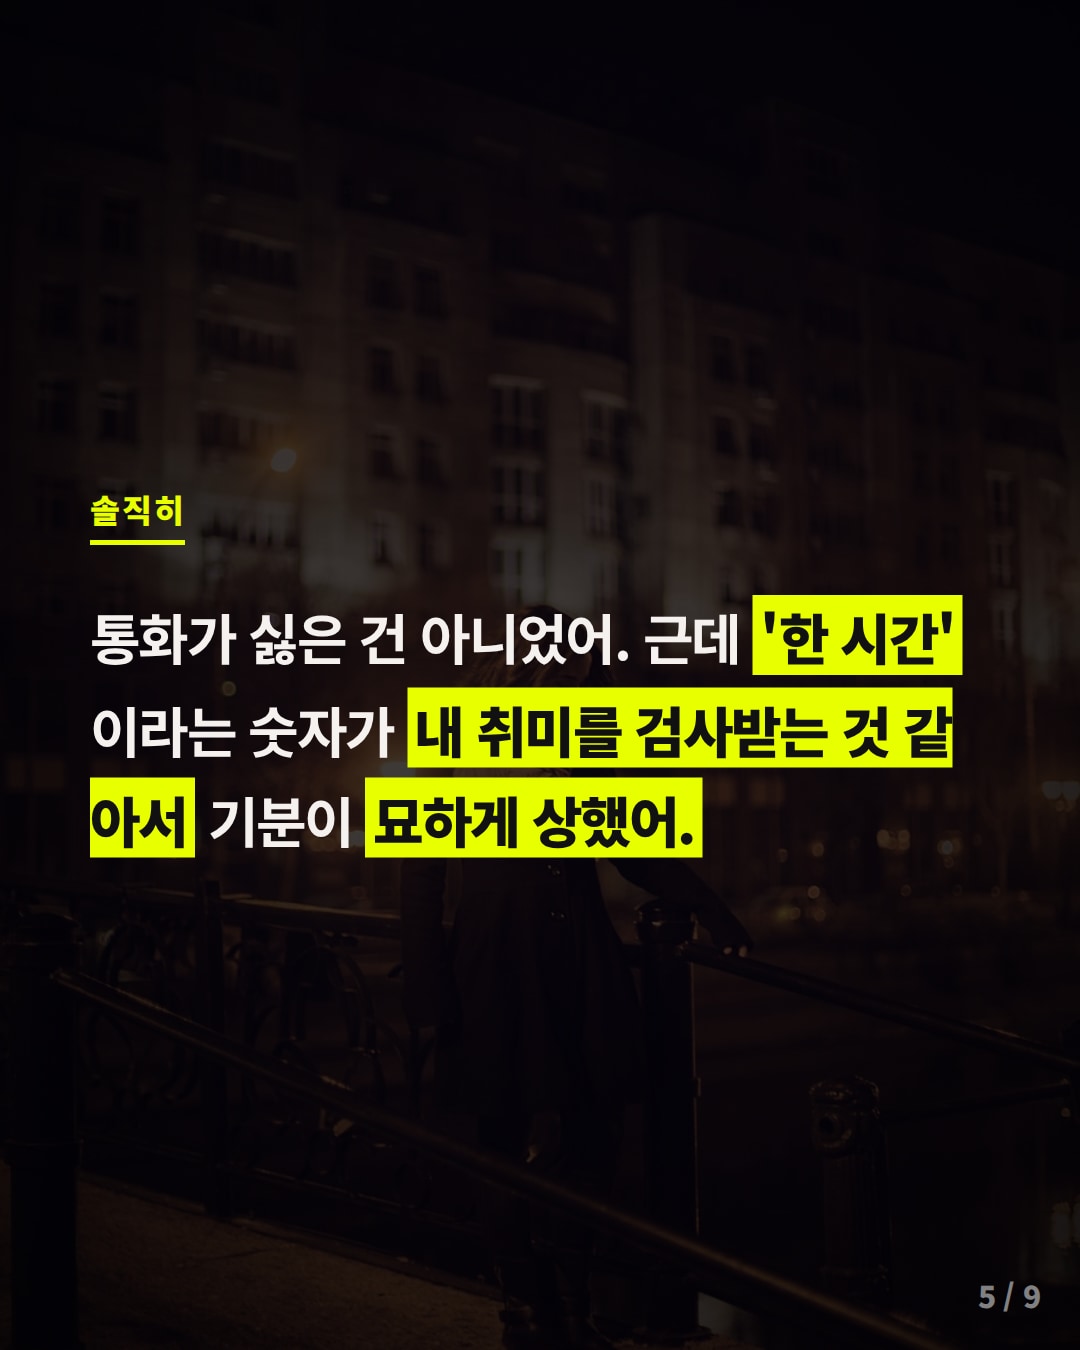 솔직히
통화가 싫은 건 아니었어. 근데 '한 시간'
이라는 숫자가 내 취미를 검사받는 것 같
아서 기분이 묘하게 상했어.
5 / 9